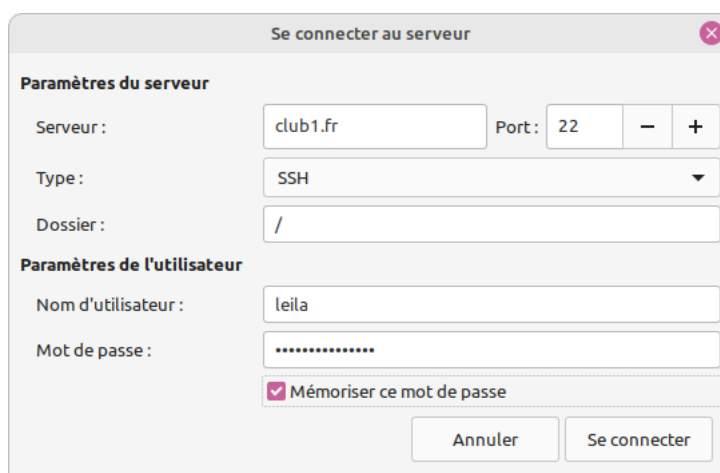 Se connecter au serveur
Paramètres du serveur
Serveur : club1.fr Port : 22 − +
Type : SSH
Dossier : /
Paramètres de l'utilisateur
Nom d'utilisateur : leila
Mot de passe : •••••••••••••••
Mémoriser ce mot de passe
Annuler Se connecter